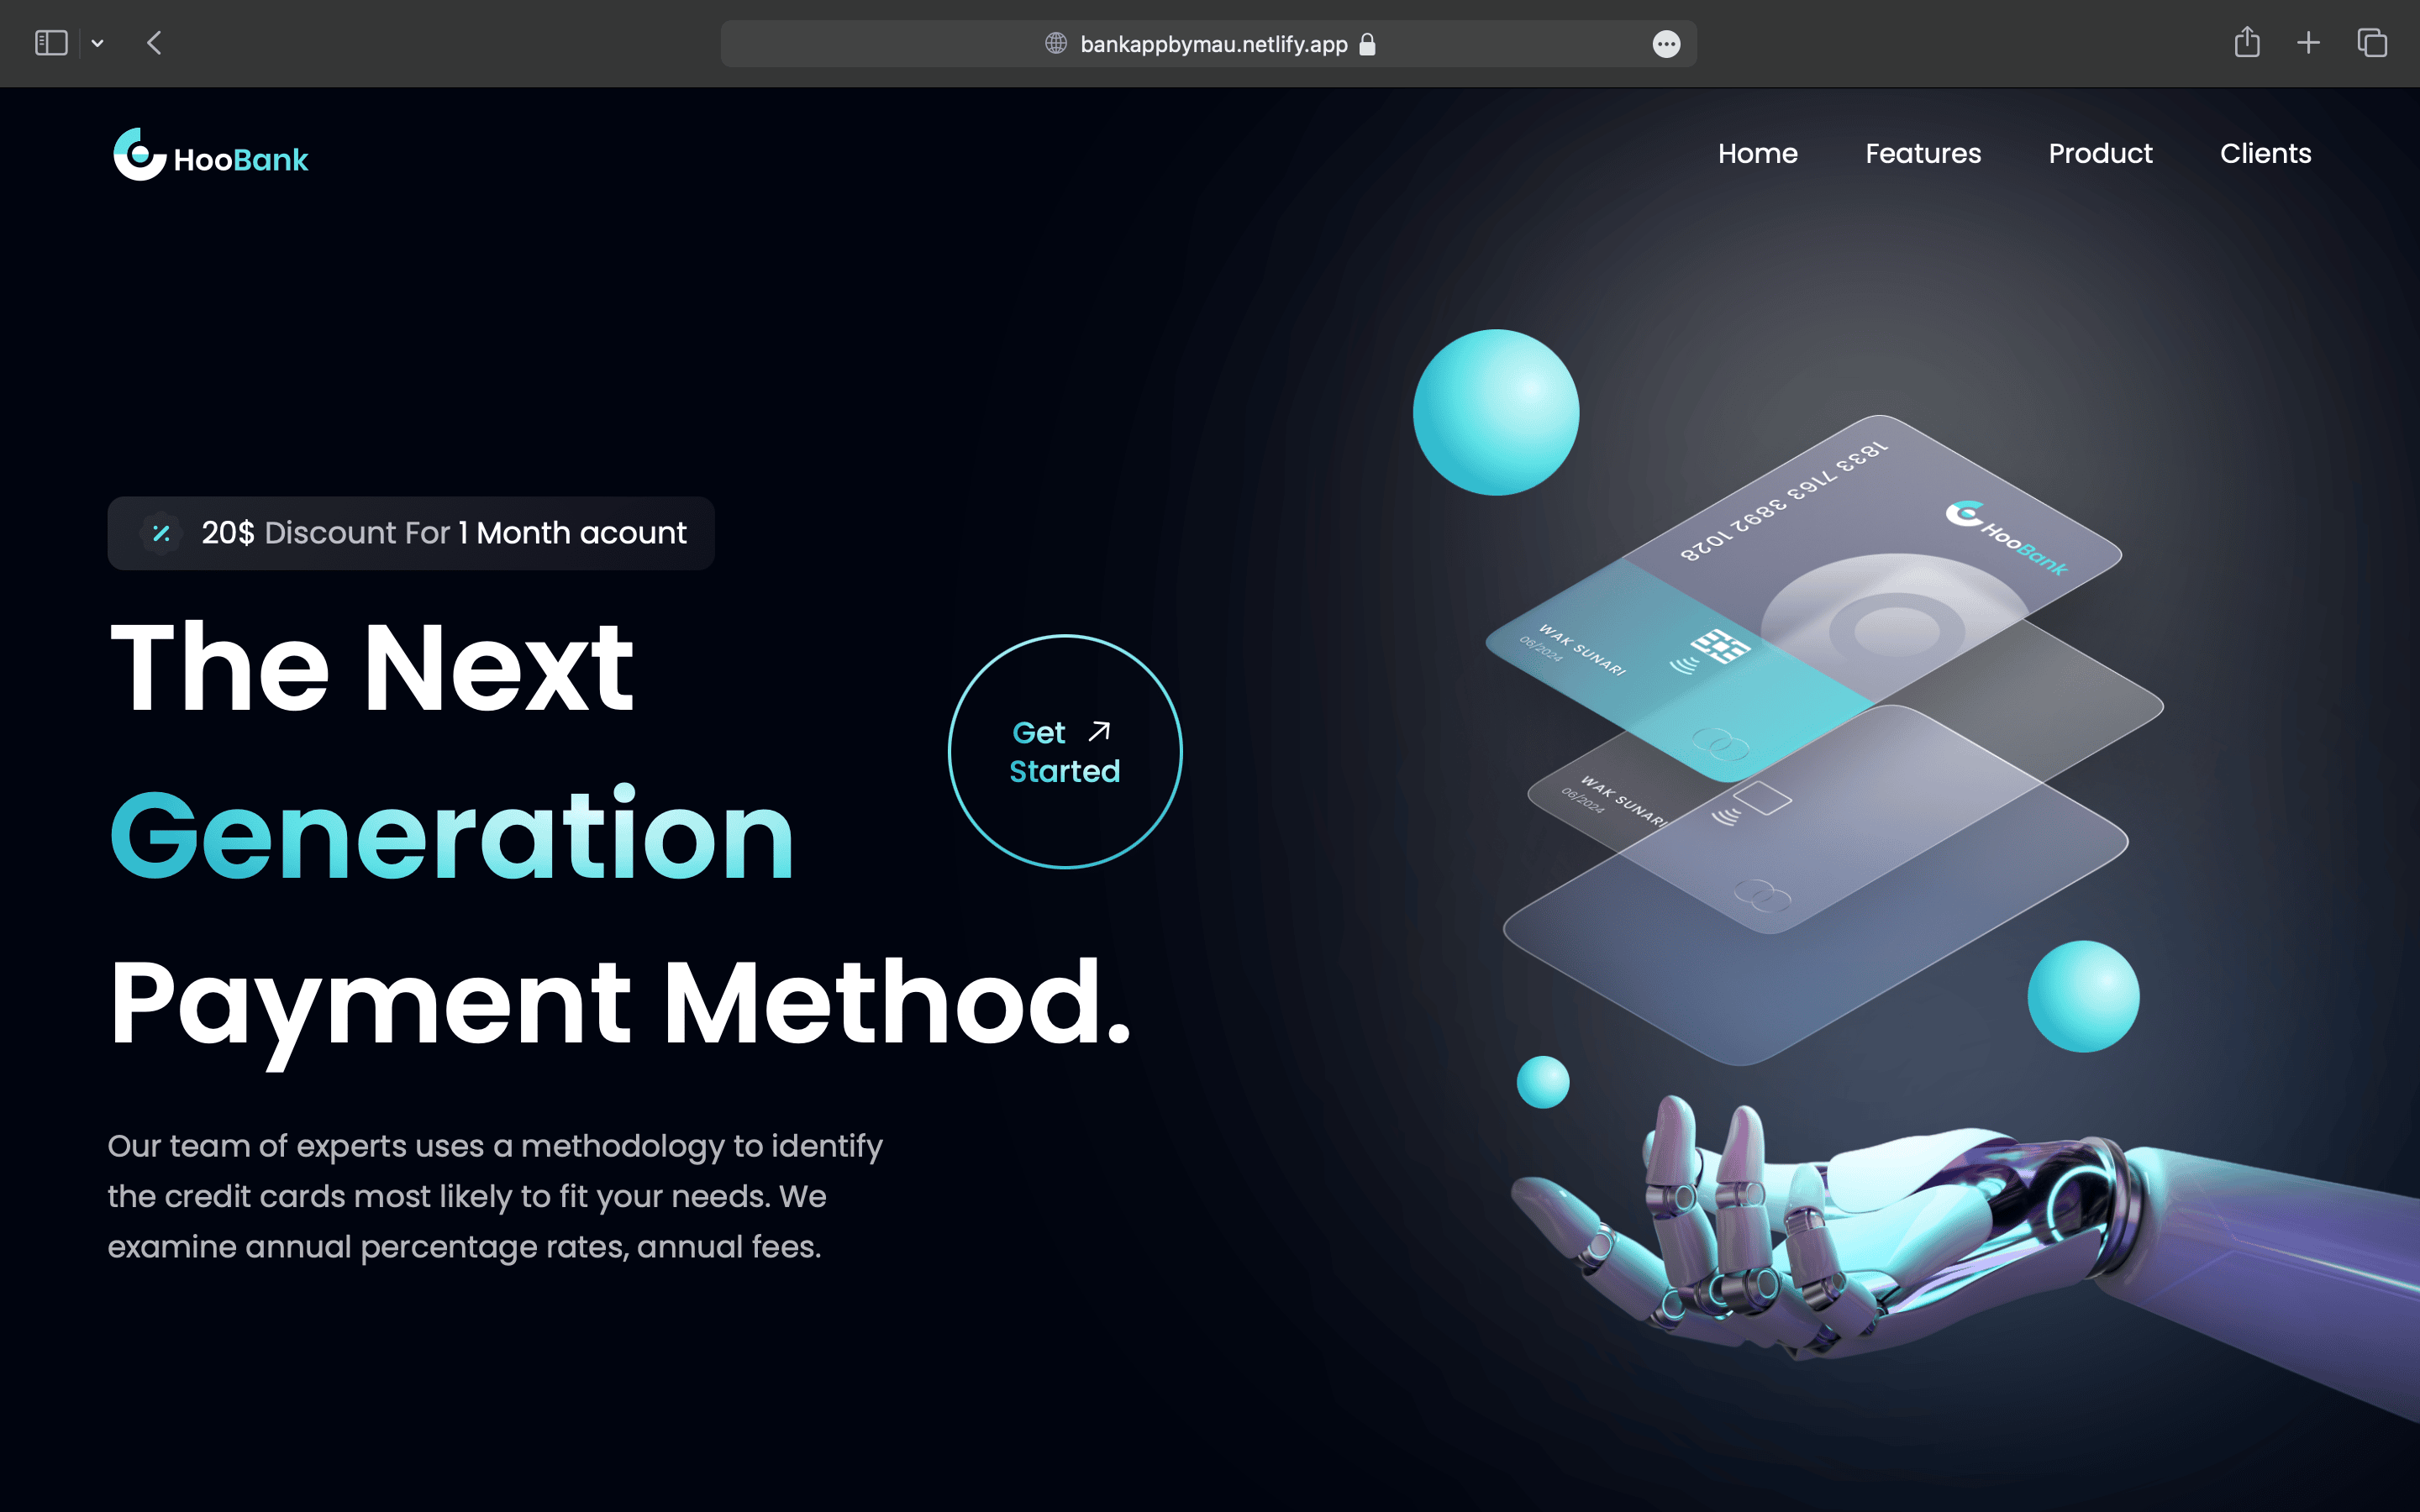 bankappbymau.netlify.app
HooBank
Home Features Product Clients
20$ Discount For 1 Month acount
The Next
Generation
Payment Method.
Get
Started
Our team of experts uses a methodology to identify
the credit cards most likely to fit your needs. We
examine annual percentage rates, annual fees.
1833 7163 3892 1028
HooBank
WAK SUNARI
06/2024
WAK SUNARI
06/2024